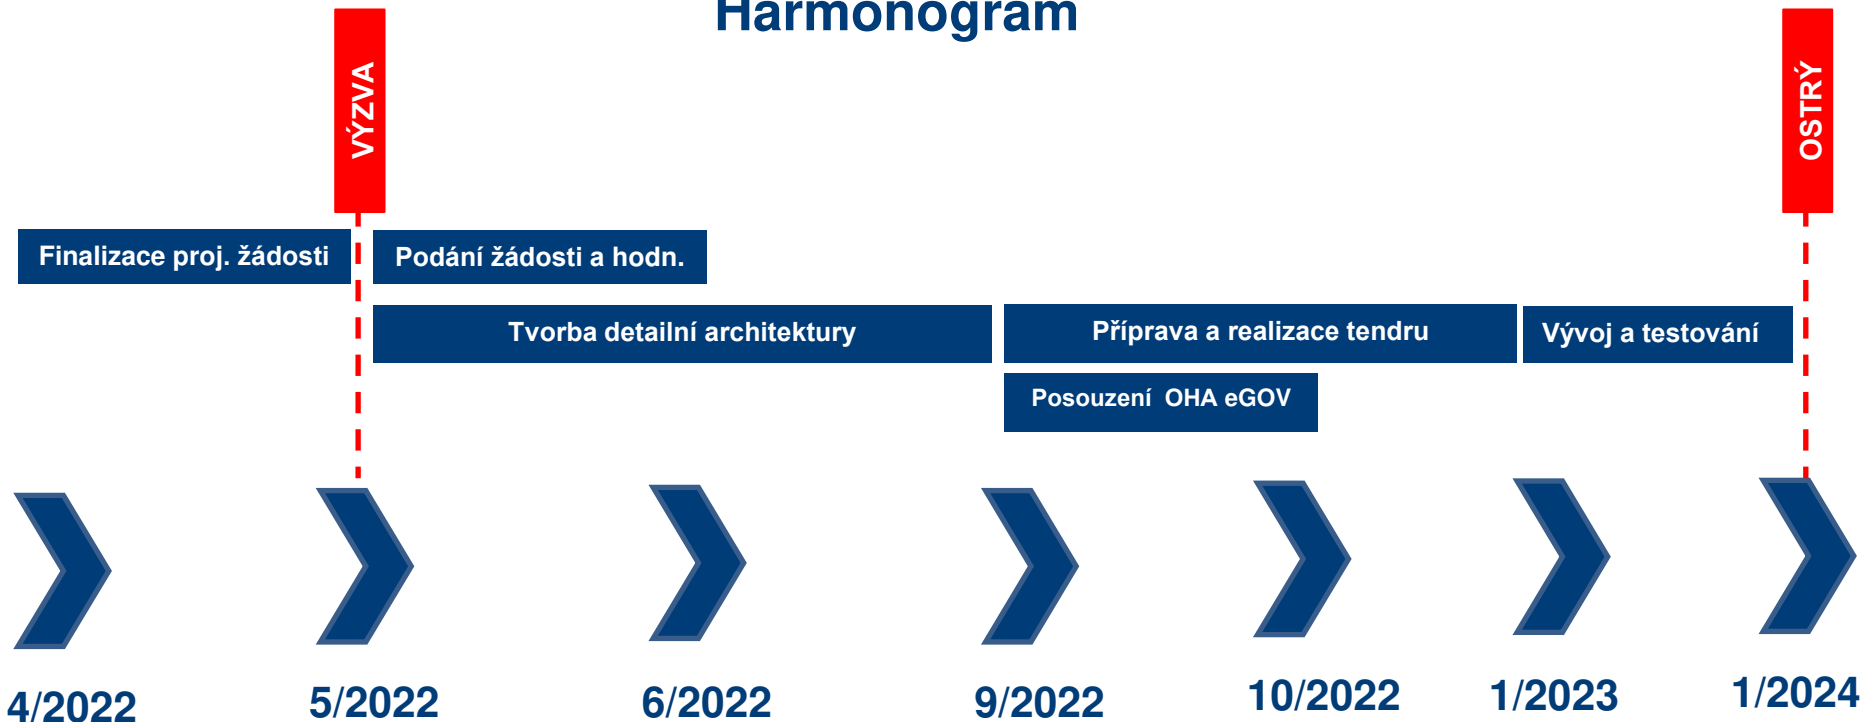 Harmonogram
VÝZVA
OSTRÝ
Finalizace proj. žádosti
Podání žádosti a hodn.
Tvorba detailní architektury
Příprava a realizace tendru
Vývoj a testování
Posouzení  OHA eGOV
4/2022
5/2022
6/2022
9/2022
10/2022
1/2023
1/2024